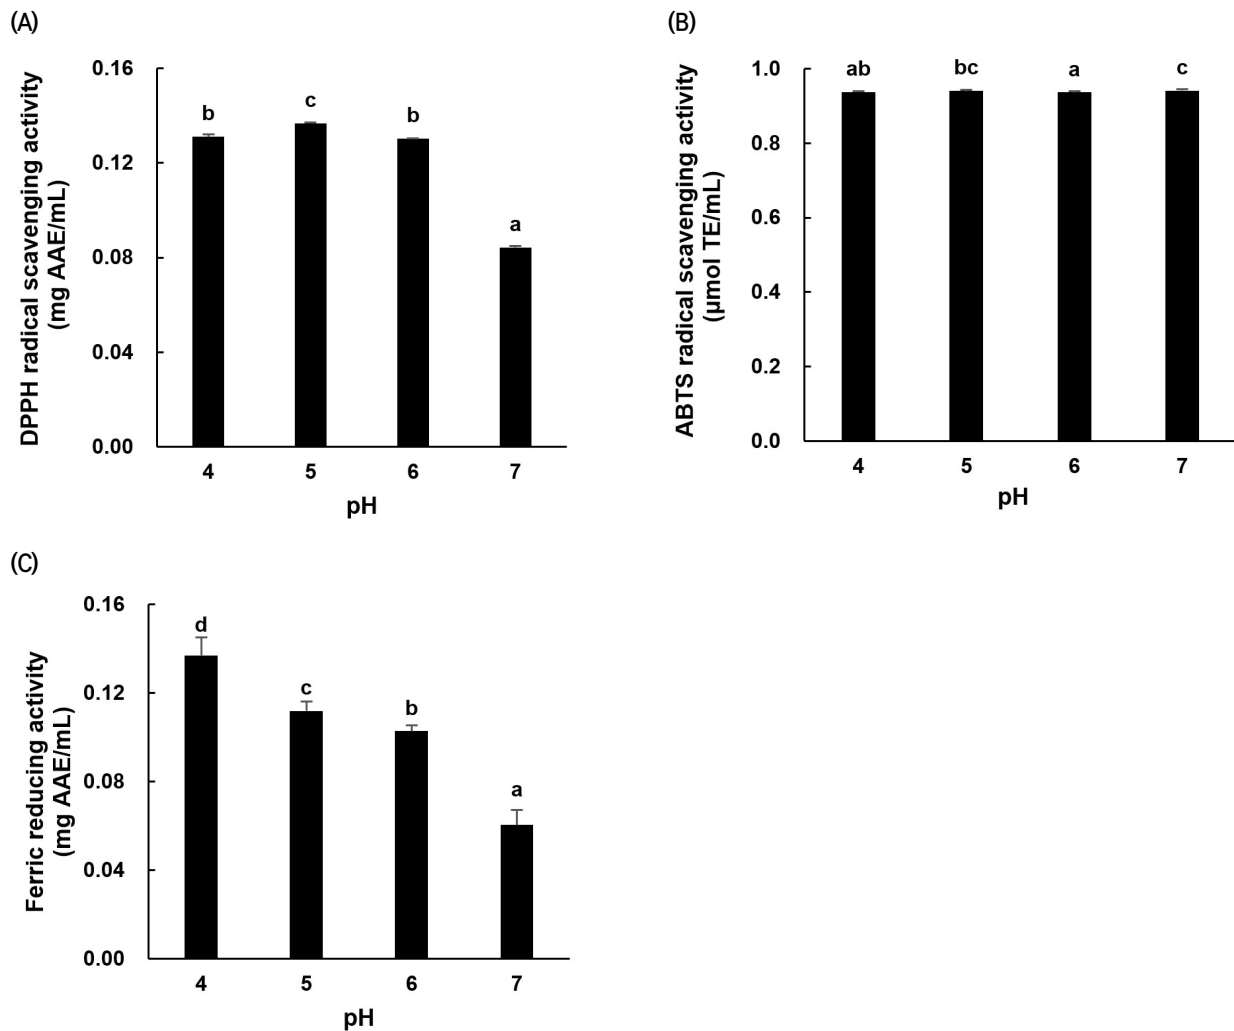 (A)
DPPH radical scavenging activity
(mg AAE/mL)
0.16
0.12
0.08
0.04
0.00
b
c
b
a
4
5
6
7
pH
(B)
ABTS radical scavenging activity
(μmol TE/mL)
1.0
0.8
0.6
0.4
0.2
0.0
ab
bc
a
c
4
5
6
7
pH
(C)
Ferric reducing activity
(mg AAE/mL)
0.16
0.12
0.08
0.04
0.00
d
c
b
a
4
5
6
7
pH